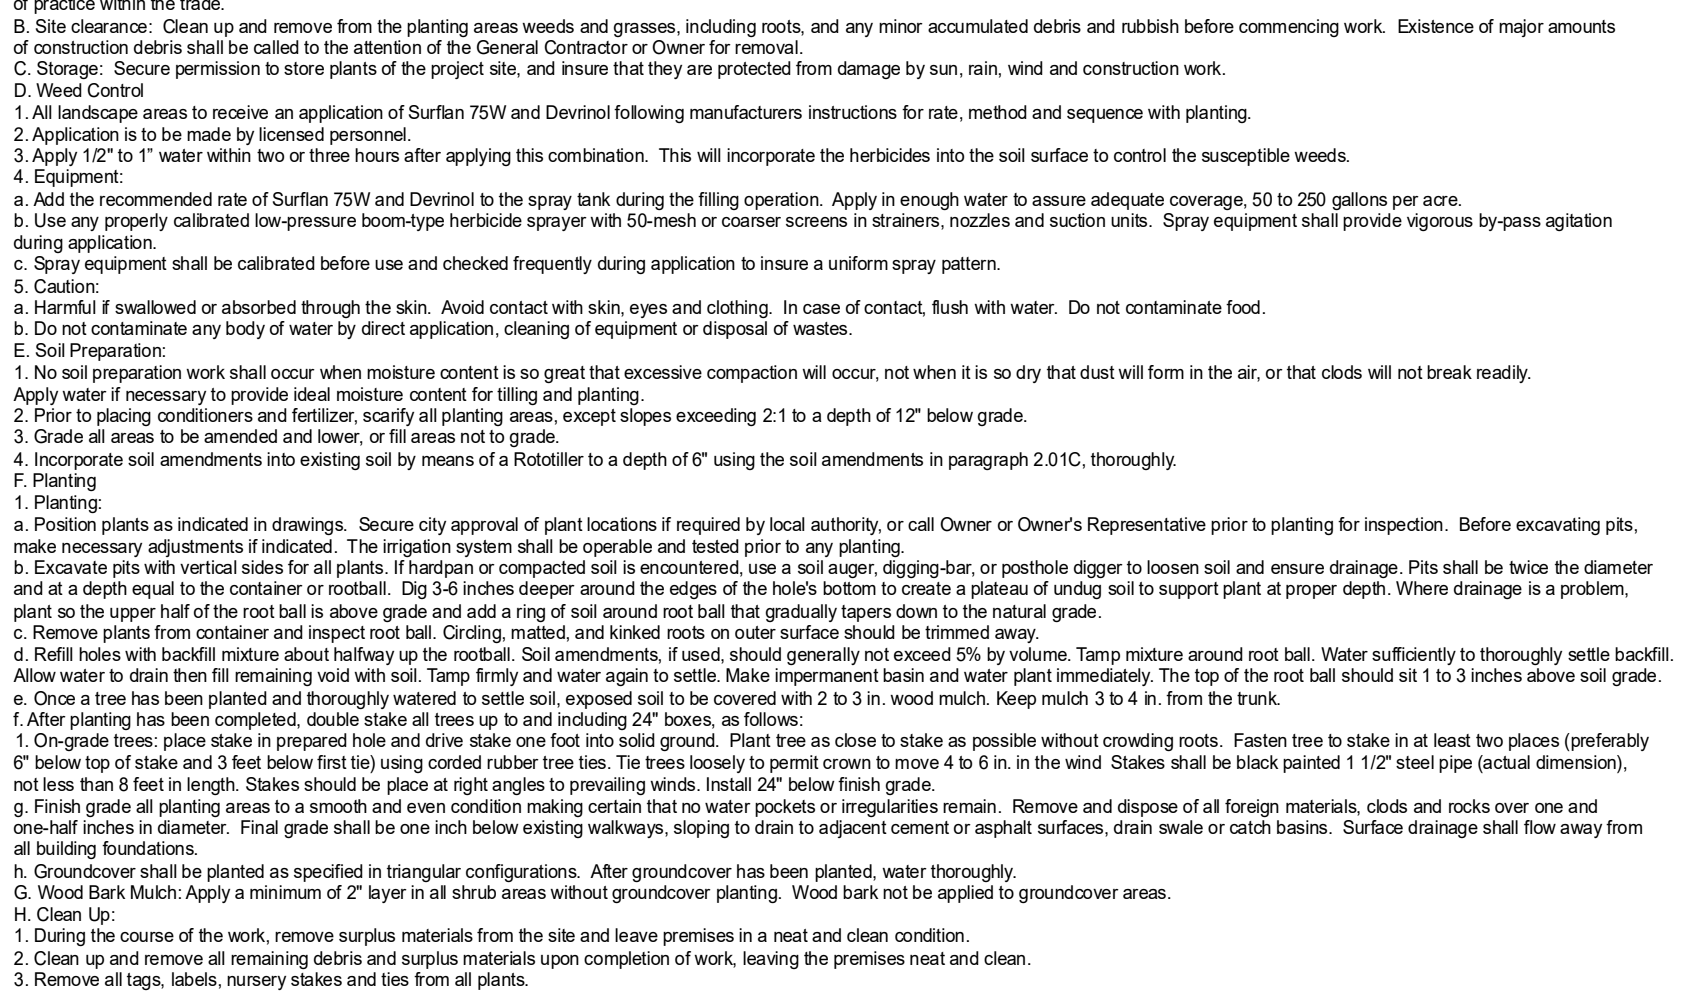 of practice within the trade.
B. Site clearance:  Clean up and remove from the planting areas weeds and grasses, including roots, and any minor accumulated debris and rubbish before commencing work.  Existence of major amounts
of construction debris shall be called to the attention of the General Contractor or Owner for removal.
C. Storage:  Secure permission to store plants of the project site, and insure that they are protected from damage by sun, rain, wind and construction work.
D. Weed Control
1. All landscape areas to receive an application of Surflan 75W and Devrinol following manufacturers instructions for rate, method and sequence with planting.
2. Application is to be made by licensed personnel.
3. Apply 1/2" to 1” water within two or three hours after applying this combination.  This will incorporate the herbicides into the soil surface to control the susceptible weeds.
4. Equipment:
a. Add the recommended rate of Surflan 75W and Devrinol to the spray tank during the filling operation.  Apply in enough water to assure adequate coverage, 50 to 250 gallons per acre.
b. Use any properly calibrated low-pressure boom-type herbicide sprayer with 50-mesh or coarser screens in strainers, nozzles and suction units.  Spray equipment shall provide vigorous by-pass agitation
during application.
c. Spray equipment shall be calibrated before use and checked frequently during application to insure a uniform spray pattern.
5. Caution:
a. Harmful if swallowed or absorbed through the skin.  Avoid contact with skin, eyes and clothing.  In case of contact, flush with water.  Do not contaminate food.
b. Do not contaminate any body of water by direct application, cleaning of equipment or disposal of wastes.
E. Soil Preparation:
1. No soil preparation work shall occur when moisture content is so great that excessive compaction will occur, not when it is so dry that dust will form in the air, or that clods will not break readily.
Apply water if necessary to provide ideal moisture content for tilling and planting.
2. Prior to placing conditioners and fertilizer, scarify all planting areas, except slopes exceeding 2:1 to a depth of 12" below grade.
3. Grade all areas to be amended and lower, or fill areas not to grade.
4. Incorporate soil amendments into existing soil by means of a Rototiller to a depth of 6" using the soil amendments in paragraph 2.01C, thoroughly.
F. Planting
1. Planting:
a. Position plants as indicated in drawings.  Secure city approval of plant locations if required by local authority, or call Owner or Owner's Representative prior to planting for inspection.  Before excavating pits,
make necessary adjustments if indicated.  The irrigation system shall be operable and tested prior to any planting.
b. Excavate pits with vertical sides for all plants. If hardpan or compacted soil is encountered, use a soil auger, digging-bar, or posthole digger to loosen soil and ensure drainage. Pits shall be twice the diameter
and at a depth equal to the container or rootball.  Dig 3-6 inches deeper around the edges of the hole's bottom to create a plateau of undug soil to support plant at proper depth. Where drainage is a problem,
plant so the upper half of the root ball is above grade and add a ring of soil around root ball that gradually tapers down to the natural grade.
c. Remove plants from container and inspect root ball. Circling, matted, and kinked roots on outer surface should be trimmed away.
d. Refill holes with backfill mixture about halfway up the rootball. Soil amendments, if used, should generally not exceed 5% by volume. Tamp mixture around root ball. Water sufficiently to thoroughly settle backfill.
Allow water to drain then fill remaining void with soil. Tamp firmly and water again to settle. Make impermanent basin and water plant immediately. The top of the root ball should sit 1 to 3 inches above soil grade.
e. Once a tree has been planted and thoroughly watered to settle soil, exposed soil to be covered with 2 to 3 in. wood mulch. Keep mulch 3 to 4 in. from the trunk.
f. After planting has been completed, double stake all trees up to and including 24" boxes, as follows:
1. On-grade trees: place stake in prepared hole and drive stake one foot into solid ground.  Plant tree as close to stake as possible without crowding roots.  Fasten tree to stake in at least two places (preferably
6" below top of stake and 3 feet below first tie) using corded rubber tree ties. Tie trees loosely to permit crown to move 4 to 6 in. in the wind  Stakes shall be black painted 1 1/2" steel pipe (actual dimension),
not less than 8 feet in length. Stakes should be place at right angles to prevailing winds. Install 24" below finish grade.
g. Finish grade all planting areas to a smooth and even condition making certain that no water pockets or irregularities remain.  Remove and dispose of all foreign materials, clods and rocks over one and
one-half inches in diameter.  Final grade shall be one inch below existing walkways, sloping to drain to adjacent cement or asphalt surfaces, drain swale or catch basins.  Surface drainage shall flow away from
all building foundations.
h. Groundcover shall be planted as specified in triangular configurations.  After groundcover has been planted, water thoroughly.
G. Wood Bark Mulch: Apply a minimum of 2" layer in all shrub areas without groundcover planting.  Wood bark not be applied to groundcover areas.
H. Clean Up:
1. During the course of the work, remove surplus materials from the site and leave premises in a neat and clean condition.
2. Clean up and remove all remaining debris and surplus materials upon completion of work, leaving the premises neat and clean.
3. Remove all tags, labels, nursery stakes and ties from all plants.